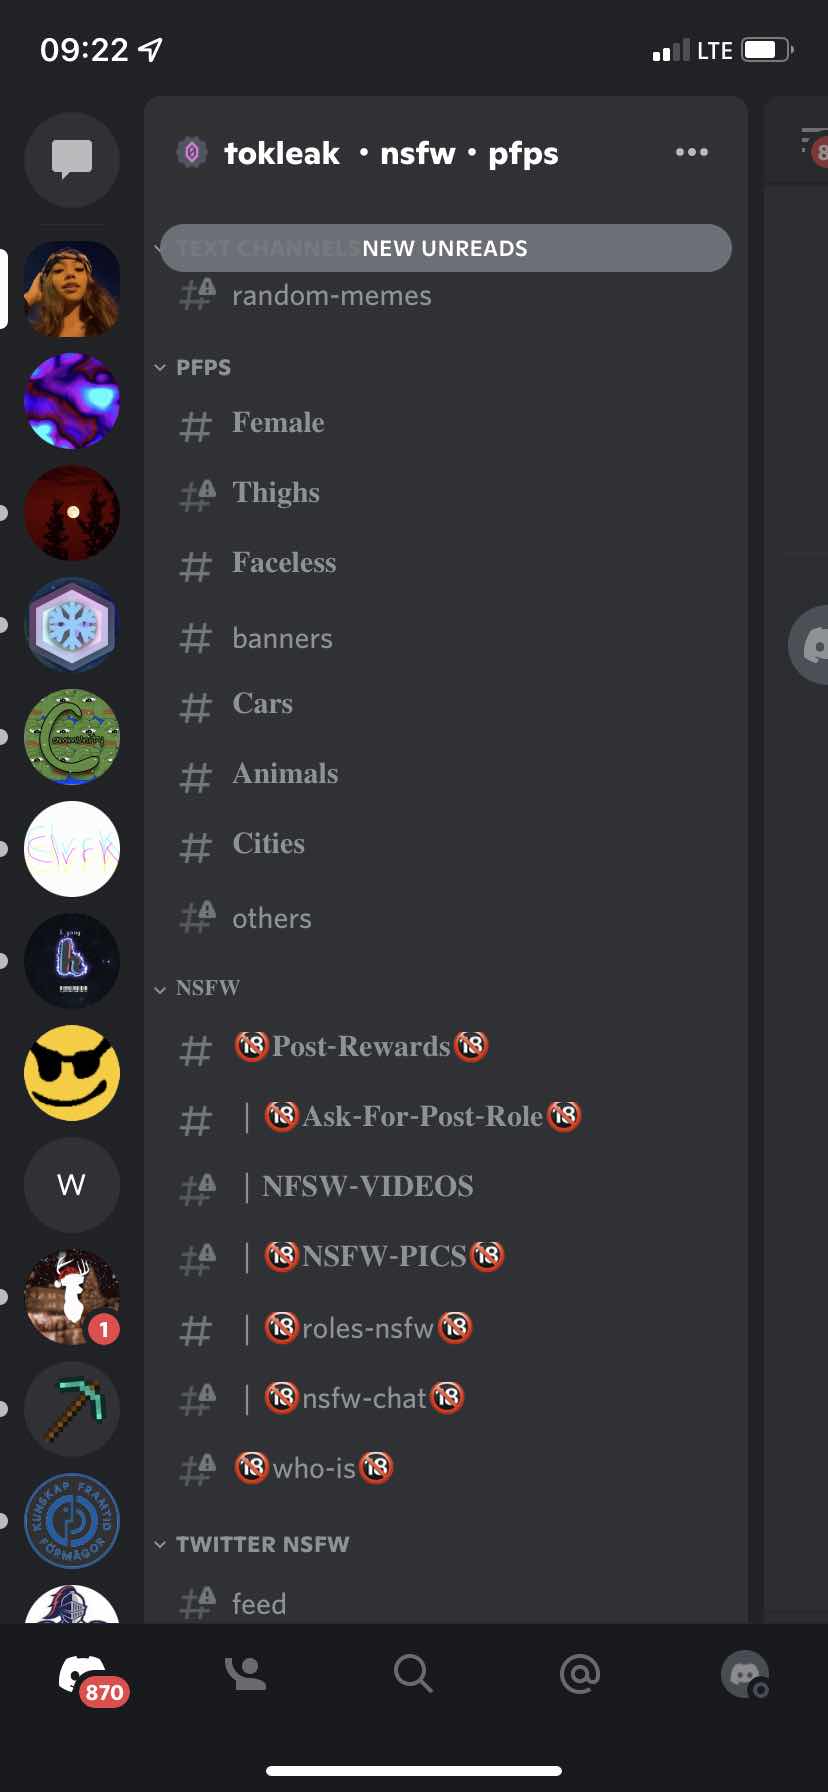 09:22
LTE
tokleak • nsfw • pfps
TEXT CHANNELS
NEW UNREADS
random-memes
PFPS
Female
Thighs
Faceless
banners
Cars
Animals
Cities
others
NSFW
🔞Post-Rewards🔞
|🔞Ask-For-Post-Role🔞
|NFSW-VIDEOS
|🔞NSFW-PICS🔞
|🔞roles-nsfw🔞
|🔞nsfw-chat🔞
🔞who-is🔞
TWITTER NSFW
feed
8
community
W
1
KUNSKAP FRAMTID FÖRMÅGOR
870